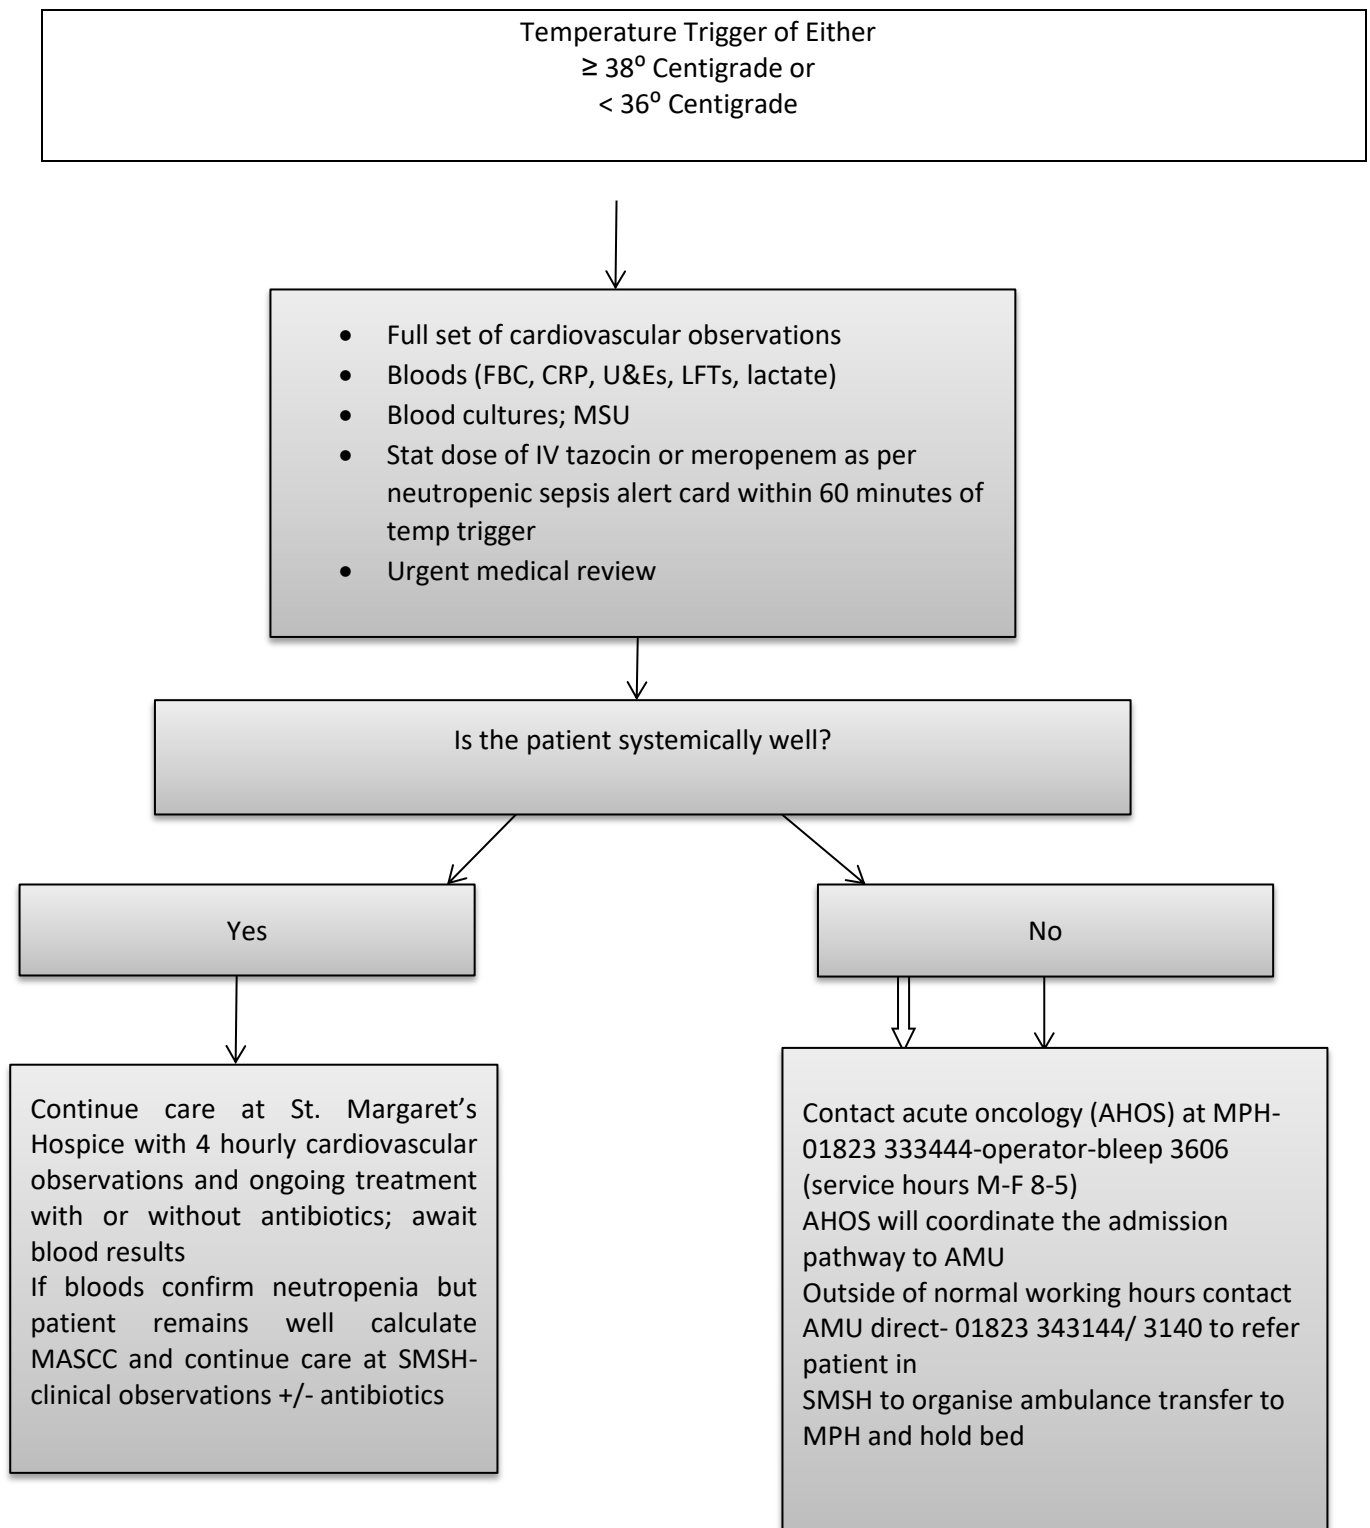 Temperature Trigger of Either
≥ 38⁰ Centigrade or
< 36⁰ Centigrade
• Full set of cardiovascular observations
• Bloods (FBC, CRP, U&Es, LFTs, lactate)
• Blood cultures; MSU
• Stat dose of IV tazocin or meropenem as per
neutropenic sepsis alert card within 60 minutes of
temp trigger
• Urgent medical review
Is the patient systemically well?
Yes
No
Continue care at St. Margaret’s
Hospice with 4 hourly cardiovascular
observations and ongoing treatment
with or without antibiotics; await
blood results
If bloods confirm neutropenia but
patient remains well calculate
MASCC and continue care at SMSH-
clinical observations +/- antibiotics
Contact acute oncology (AHOS) at MPH-
01823 333444-operator-bleep 3606
(service hours M-F 8-5)
AHOS will coordinate the admission
pathway to AMU
Outside of normal working hours contact
AMU direct- 01823 343144/ 3140 to refer
patient in
SMSH to organise ambulance transfer to
MPH and hold bed